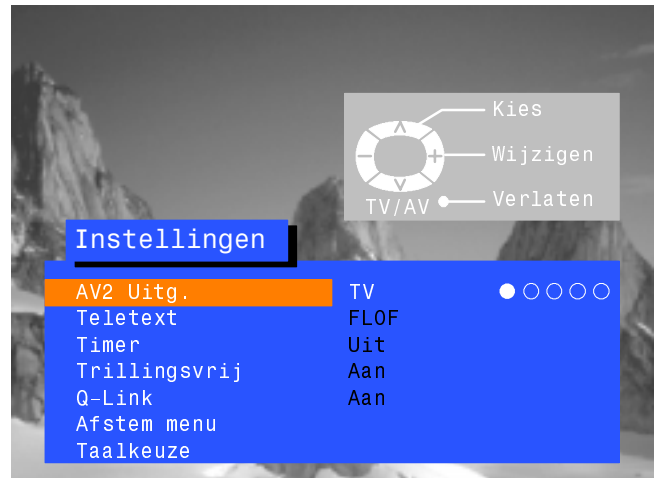 Kies
Wijzigen
TV/AV Verlaten
Instellingen
AV2 Uitg. TV
Teletext FLOF
Timer Uit
Trillingsvrij Aan
Q-Link Aan
Afstem menu
Taalkeuze